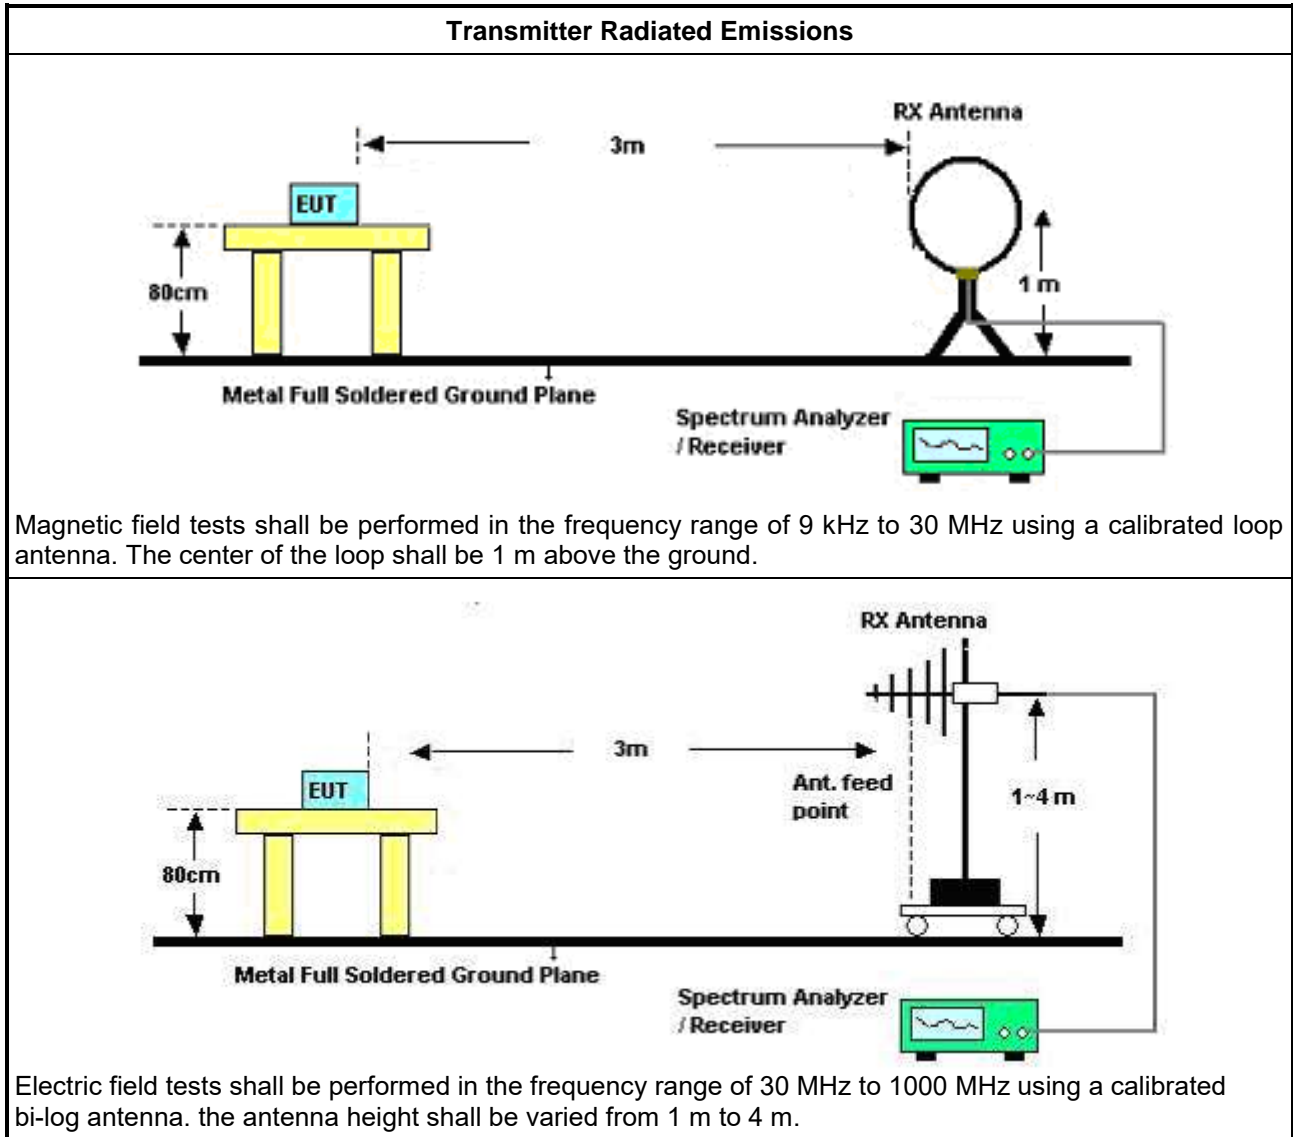 Transmitter Radiated Emissions
RX Antenna
3m
EUT
80cm
1 m
Metal Full Soldered Ground Plane
Spectrum Analyzer
/ Receiver
Magnetic field tests shall be performed in the frequency range of 9 kHz to 30 MHz using a calibrated loop
antenna. The center of the loop shall be 1 m above the ground.
RX Antenna
3m
Ant. feed
point
EUT
1~4 m
80cm
Metal Full Soldered Ground Plane
Spectrum Analyzer
/ Receiver
Electric field tests shall be performed in the frequency range of 30 MHz to 1000 MHz using a calibrated
bi-log antenna. the antenna height shall be varied from 1 m to 4 m.